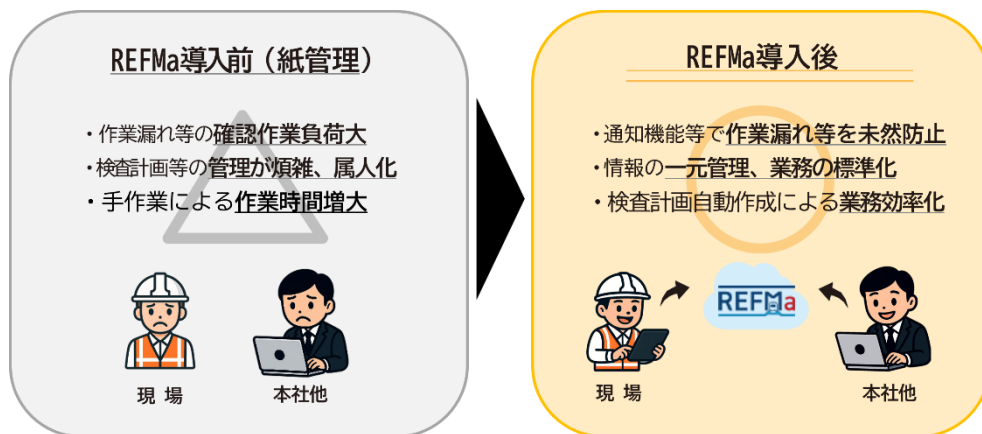 REFMa導入前（紙管理）
・作業漏れ等の確認作業負荷大
・検査計画等の管理が煩雑、属人化
・手作業による作業時間増大
現 場
本社他
REFMa導入後
・通知機能等で作業漏れ等を未然防止
・情報の一元管理、業務の標準化
・検査計画自動作成による業務効率化
REFMa
現 場
本社他